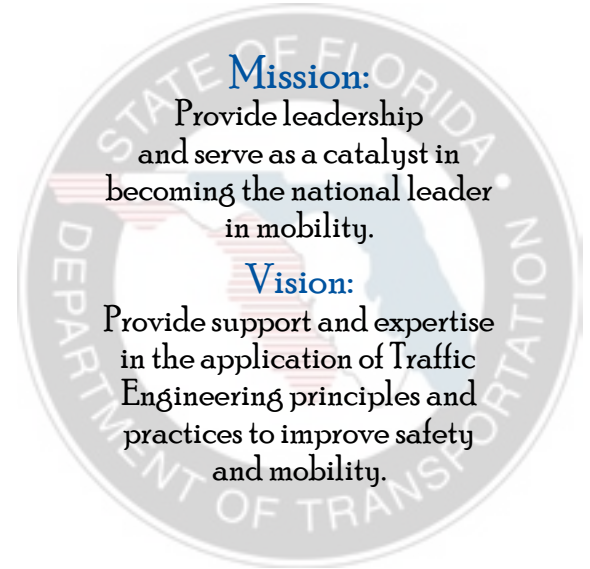 STATE OF FLORIDA
Mission:
Provide leadership
and serve as a catalyst in
becoming the national leader
in mobility.
Vision:
Provide support and expertise
in the application of Traffic
Engineering principles and
practices to improve safety
and mobility.
DEPARTMENT OF TRANSPORTATION